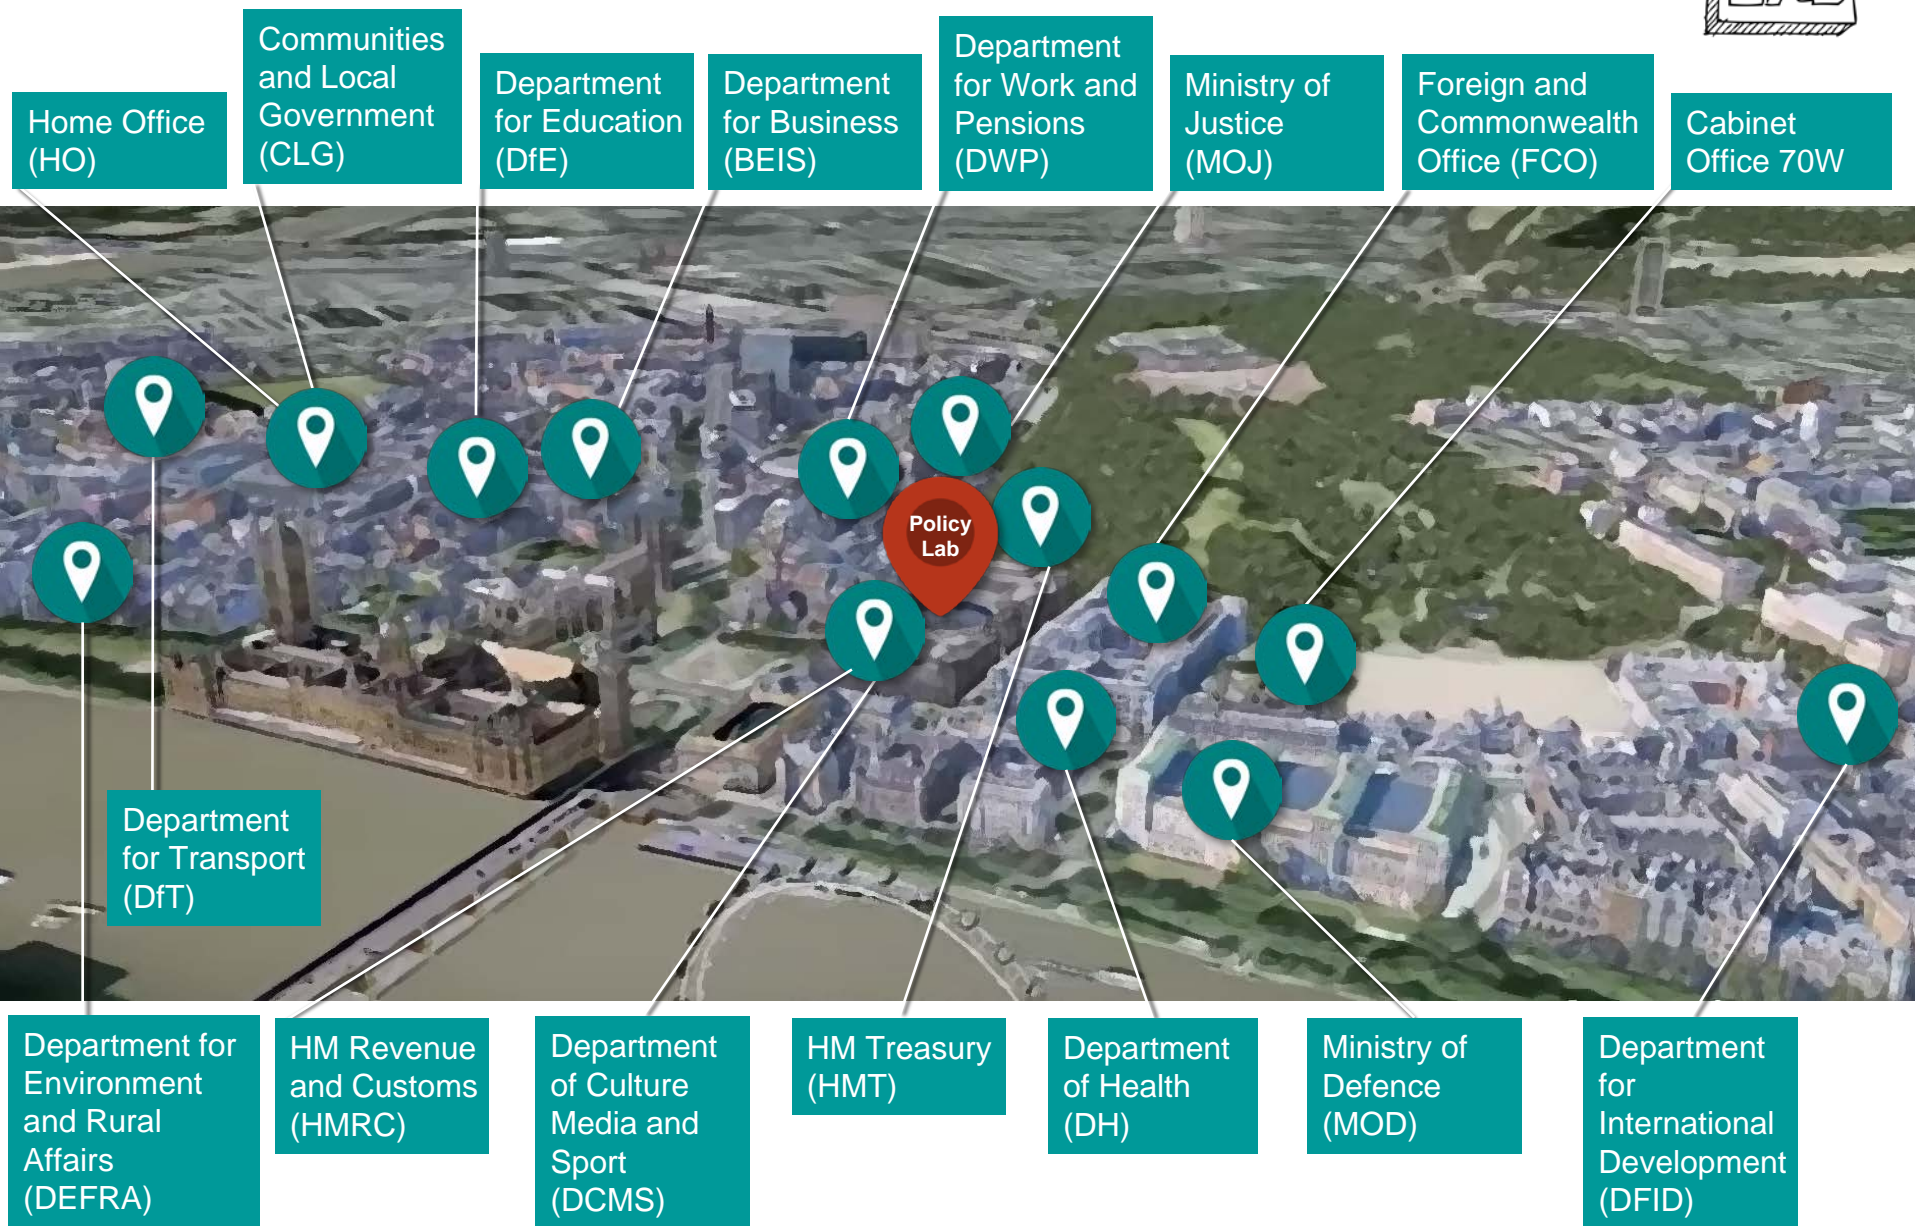 Home Office
(HO)
Communities
and Local
Government
(CLG)
Department
for Education
(DfE)
Department
for Business
(BEIS)
Department
for Work and
Pensions
(DWP)
Ministry of
Justice
(MOJ)
Foreign and
Commonwealth
Office (FCO)
Cabinet
Office 70W
Policy
Lab
Department
for Transport
(DfT)
Department for
Environment
and Rural
Affairs
(DEFRA)
HM Revenue
and Customs
(HMRC)
Department
of Culture
Media and
Sport
(DCMS)
HM Treasury
(HMT)
Department
of Health
(DH)
Ministry of
Defence
(MOD)
Department
for
International
Development
(DFID)